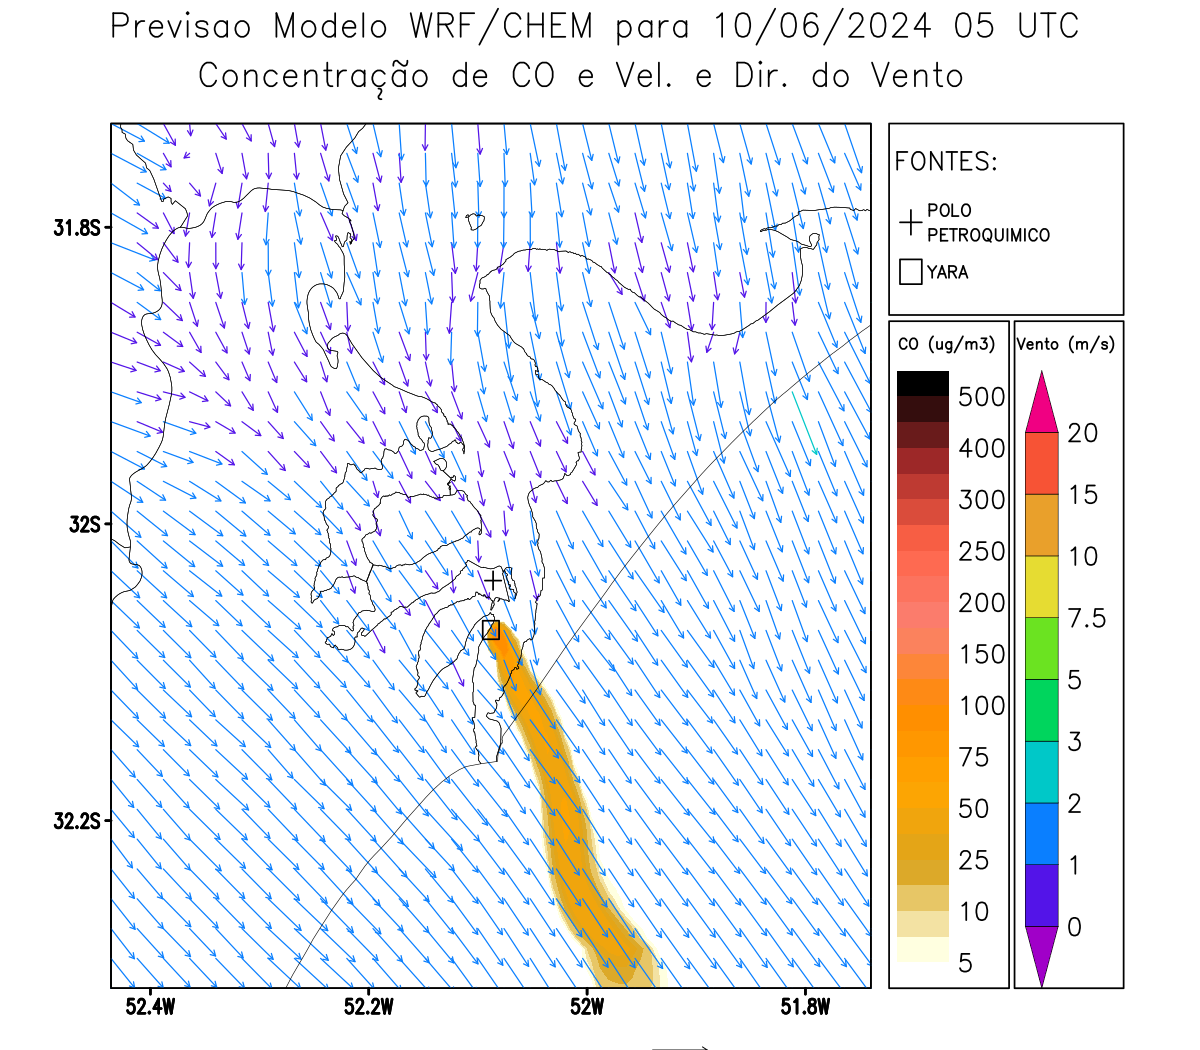 Previsao Modelo WRF/CHEM para 10/06/2024 05 UTC
Concentração de CO e Vel. e Dir. do Vento
FONTES:
POLO
PETROQUIMICO
YARA
31.8S
32S
32.2S
52.4W
52.2W
52W
51.8W
CO (ug/m3)
500
400
300
250
200
150
100
75
50
25
10
5
Vento (m/s)
20
15
10
7.5
5
3
2
1
0